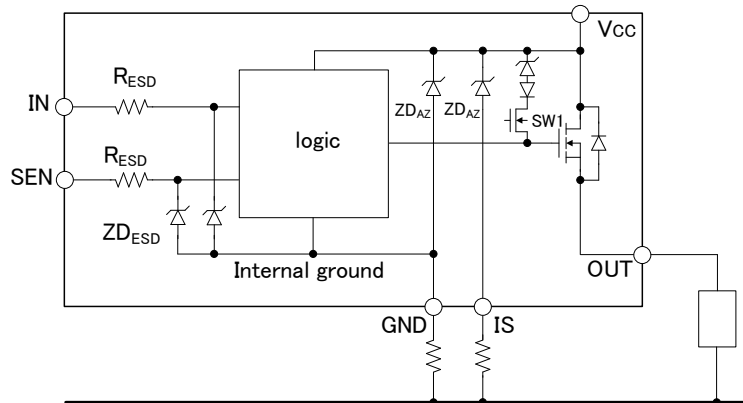 Vcc
RESD
IN
ZDAZ
ZDAZ
SW1
logic
RESD
SEN
ZDESD
Internal ground
OUT
GND
IS